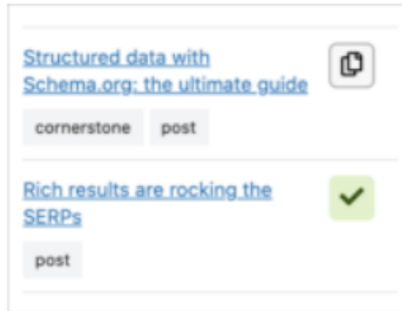 Structured data with
Schema.org: the ultimate guide
cornerstone post
Rich results are rocking the
SERPs
post